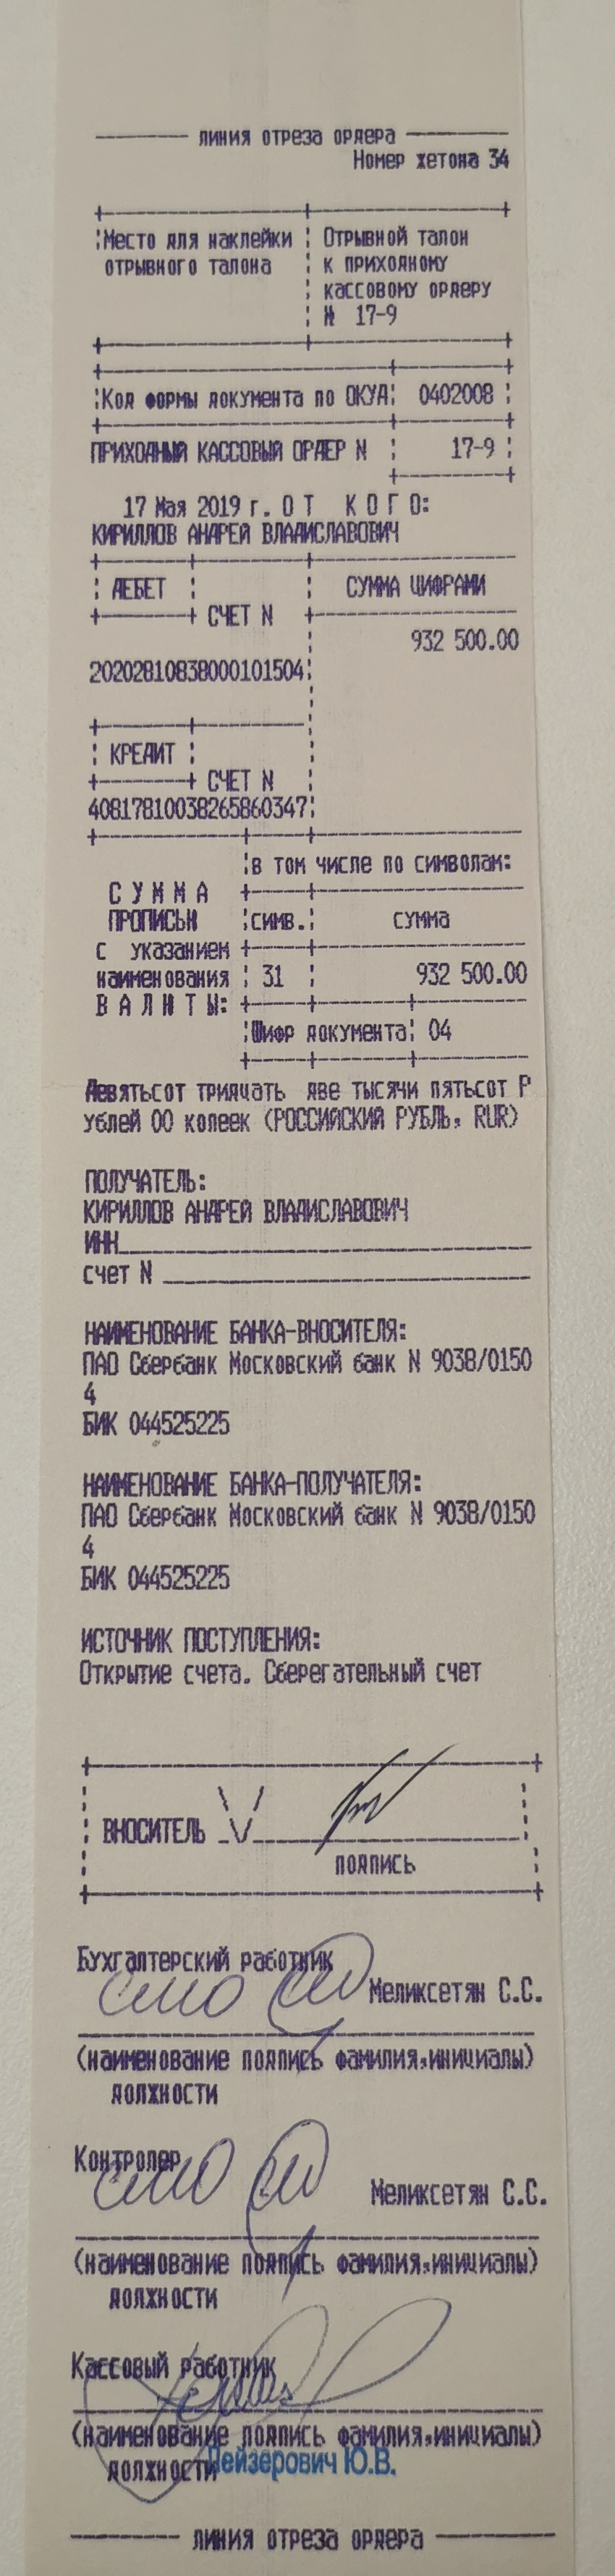 линия отреза ордера
Номер жетона 34
Место для наклейки отрывного талона
Отрывной талон к приходному кассовому ордеру № 17-9
Код формы документа по ОКУД 0402008
ПРИХОДНЫЙ КАССОВЫЙ ОРДЕР N 17-9
17 Мая 2019 г. О Т К О Г О:
КИРИЛЛОВ АНДРЕЙ ВЛАДИСЛАВОВИЧ
ДЕБЕТ СУММА ЦИФРАМИ
СЧЕТ N
932 500.00
20202810838000101504
КРЕДИТ
СЧЕТ N
40817810038265860347
в том числе по символам:
С У М М А
ПРОПИСЬЮ симв. сумма
с указанием
наименования 31 932 500.00
В А Л Ю Т Ы:
Шифр документа 04
Девятьсот тридцать две тысячи пятьсот Р
ублей 00 копеек (РОССИЙСКИЙ РУБЛЬ, RUR)
ПОЛУЧАТЕЛЬ:
КИРИЛЛОВ АНДРЕЙ ВЛАДИСЛАВОВИЧ
ИНН
счет N
НАИМЕНОВАНИЕ БАНКА-ВНОСИТЕЛЯ:
ПАО Сбербанк Московский банк N 9038/0150
4
БИК 044525225
НАИМЕНОВАНИЕ БАНКА-ПОЛУЧАТЕЛЯ:
ПАО Сбербанк Московский банк N 9038/0150
4
БИК 044525225
ИСТОЧНИК ПОСТУПЛЕНИЯ:
Открытие счета. Сберегательный счет
ВНОСИТЕЛЬ
подпись
Бухгалтерский работник
Меликсетян С.С.
(наименование подпись фамилия,инициалы)
должности
Контролер
Меликсетян С.С.
(наименование подпись фамилия,инициалы)
должности
Кассовый работник
(наименование подпись фамилия,инициалы)
должности
Лейзерович Ю.В.
линия отреза ордера